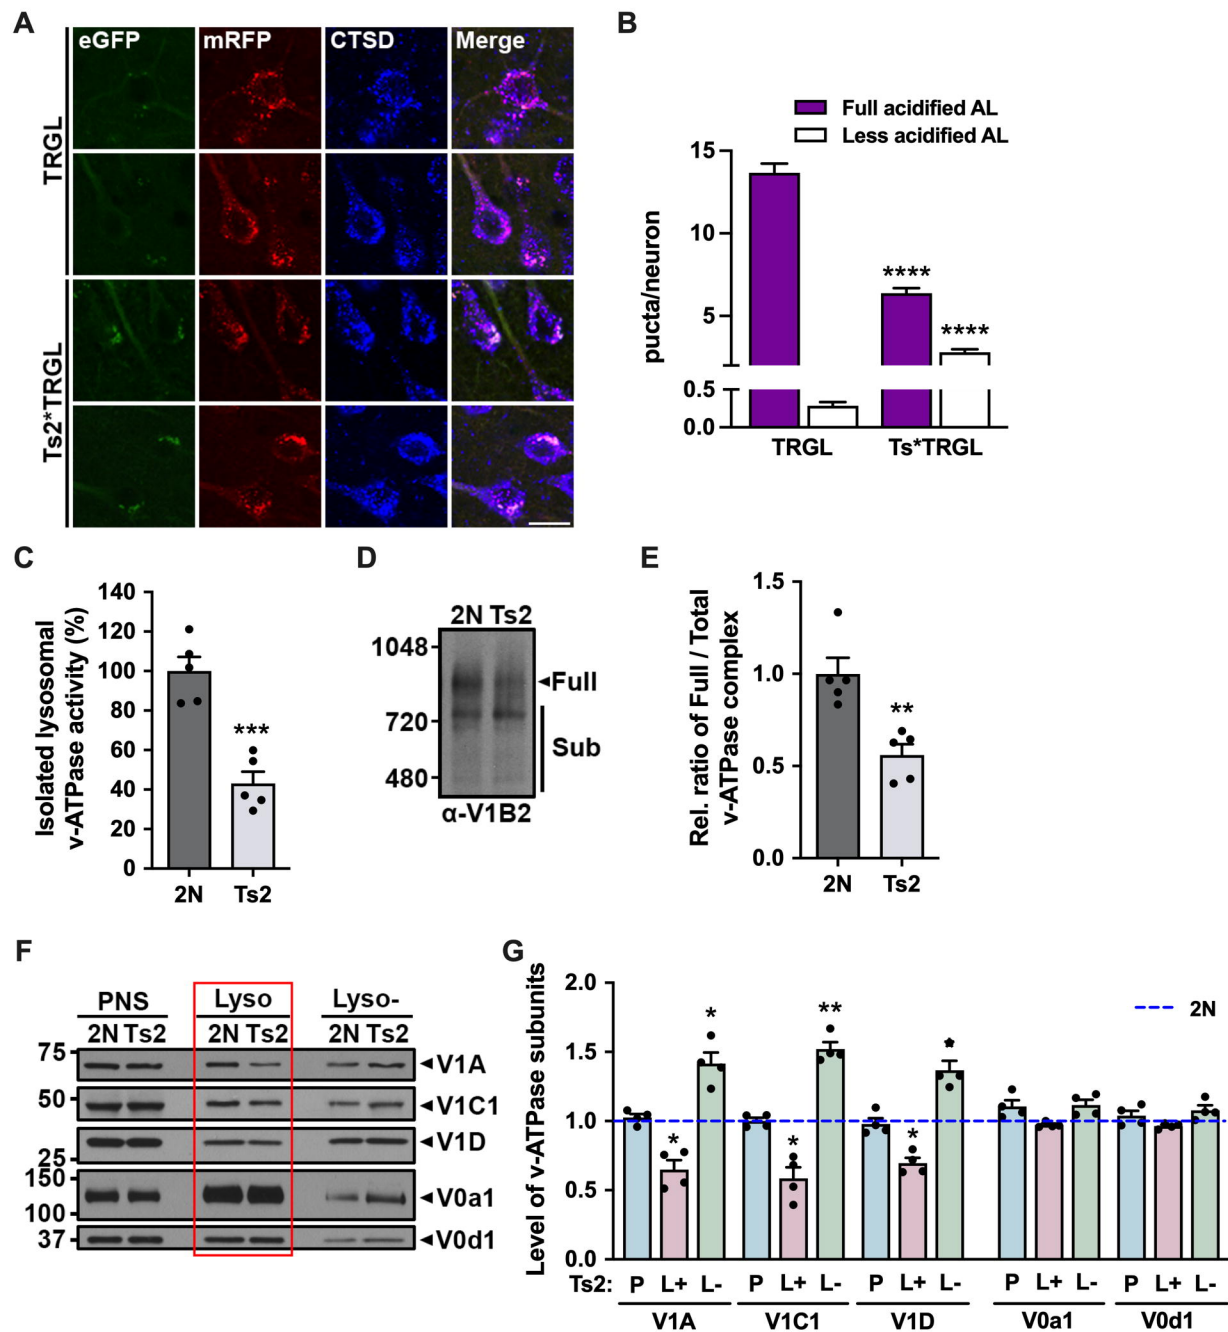 A
eGFP mRFP CTSD Merge
TRGL
Ts2*TRGL
B
Full acidified AL
Less acidified AL
pucta/neuron
15
10
5
0.5
0.0
****
****
TRGL Ts*TRGL
C
Isolated lysosomal
v-ATPase activity (%)
140
120
100
80
60
40
20
0
***
2N Ts2
D
2N Ts2
1048
720
480
Full
Sub
α-V1B2
E
Rel. ratio of Full / Total
v-ATPase complex
1.5
1.0
0.5
0.0
**
2N Ts2
F
PNS Lyso Lyso-
2N Ts2 2N Ts2 2N Ts2
75
V1A
50
V1C1
V1D
25
150
V0a1
100
37
V0d1
G
Level of v-ATPase subunits
2.0
1.5
1.0
0.5
0.0
2N
* * ** * * *
Ts2: P L+ L- P L+ L- P L+ L- P L+ L- P L+ L-
V1A V1C1 V1D V0a1 V0d1